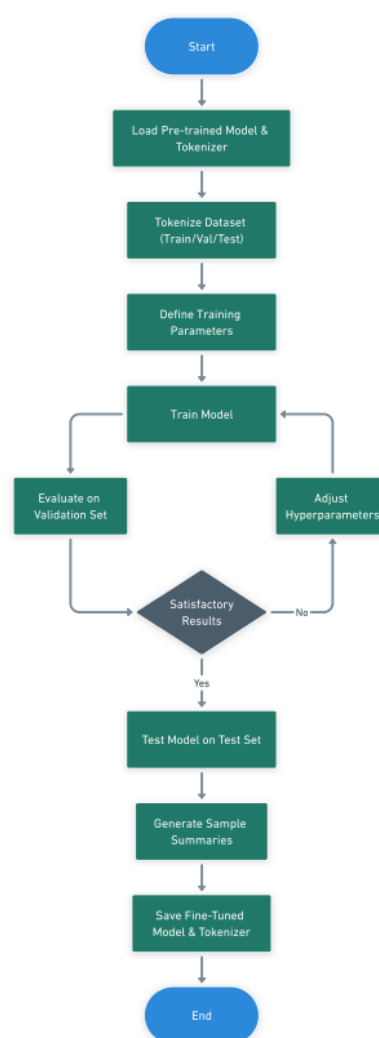 Start
Load Pre-trained Model &
Tokenizer
Tokenize Dataset
(Train/Val/Test)
Define Training
Parameters
Train Model
Evaluate on
Validation Set
Adjust
Hyperparameters
Satisfactory
Results
No
Yes
Test Model on Test Set
Generate Sample
Summaries
Save Fine-Tuned
Model & Tokenizer
End